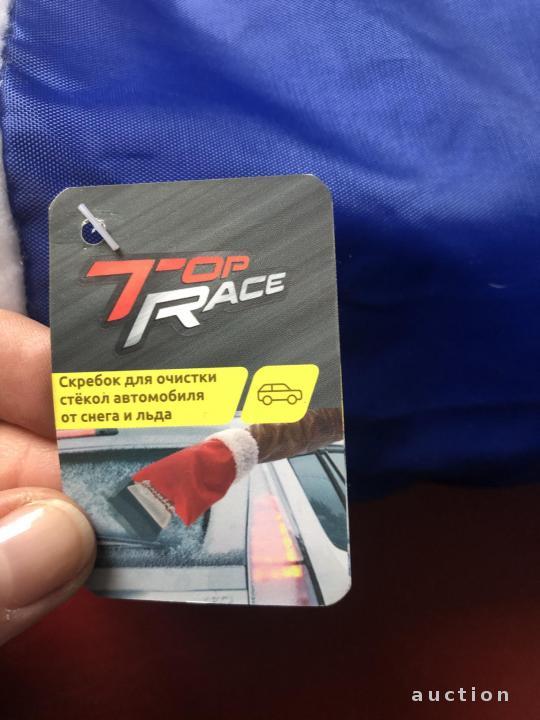 TOP
RACE
Скребок для очистки
стёкол автомобиля
от снега и льда
auction